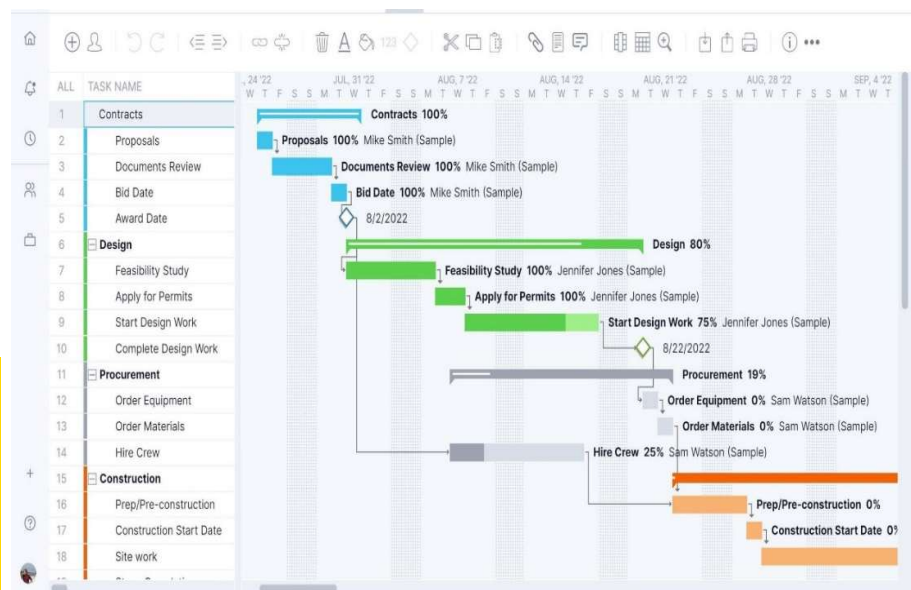 123
ALL TASK NAME
, 24 '22 JUL, 31 '22 AUG, 7 '22 AUG, 14 '22 AUG, 21 '22 AUG, 28 '22 SEP, 4 '22
W T F S S M T W T F S S M T W T F S S M T W T F S S M T W T F S S M T W T F S S M T W T
1 Contracts Contracts 100%
2 Proposals Proposals 100% Mike Smith (Sample)
3 Documents Review Documents Review 100% Mike Smith (Sample)
4 Bid Date Bid Date 100% Mike Smith (Sample)
5 Award Date 8/2/2022
6 Design Design 80%
7 Feasibility Study Feasibility Study 100% Jennifer Jones (Sample)
8 Apply for Permits Apply for Permits 100% Jennifer Jones (Sample)
9 Start Design Work Start Design Work 75% Jennifer Jones (Sample)
10 Complete Design Work 8/22/2022
11 Procurement Procurement 19%
12 Order Equipment Order Equipment 0% Sam Watson (Sample)
13 Order Materials Order Materials 0% Sam Watson (Sample)
14 Hire Crew Hire Crew 25% Sam Watson (Sample)
15 Construction
16 Prep/Pre-construction Prep/Pre-construction 0%
17 Construction Start Date Construction Start Date 0%
18 Site work